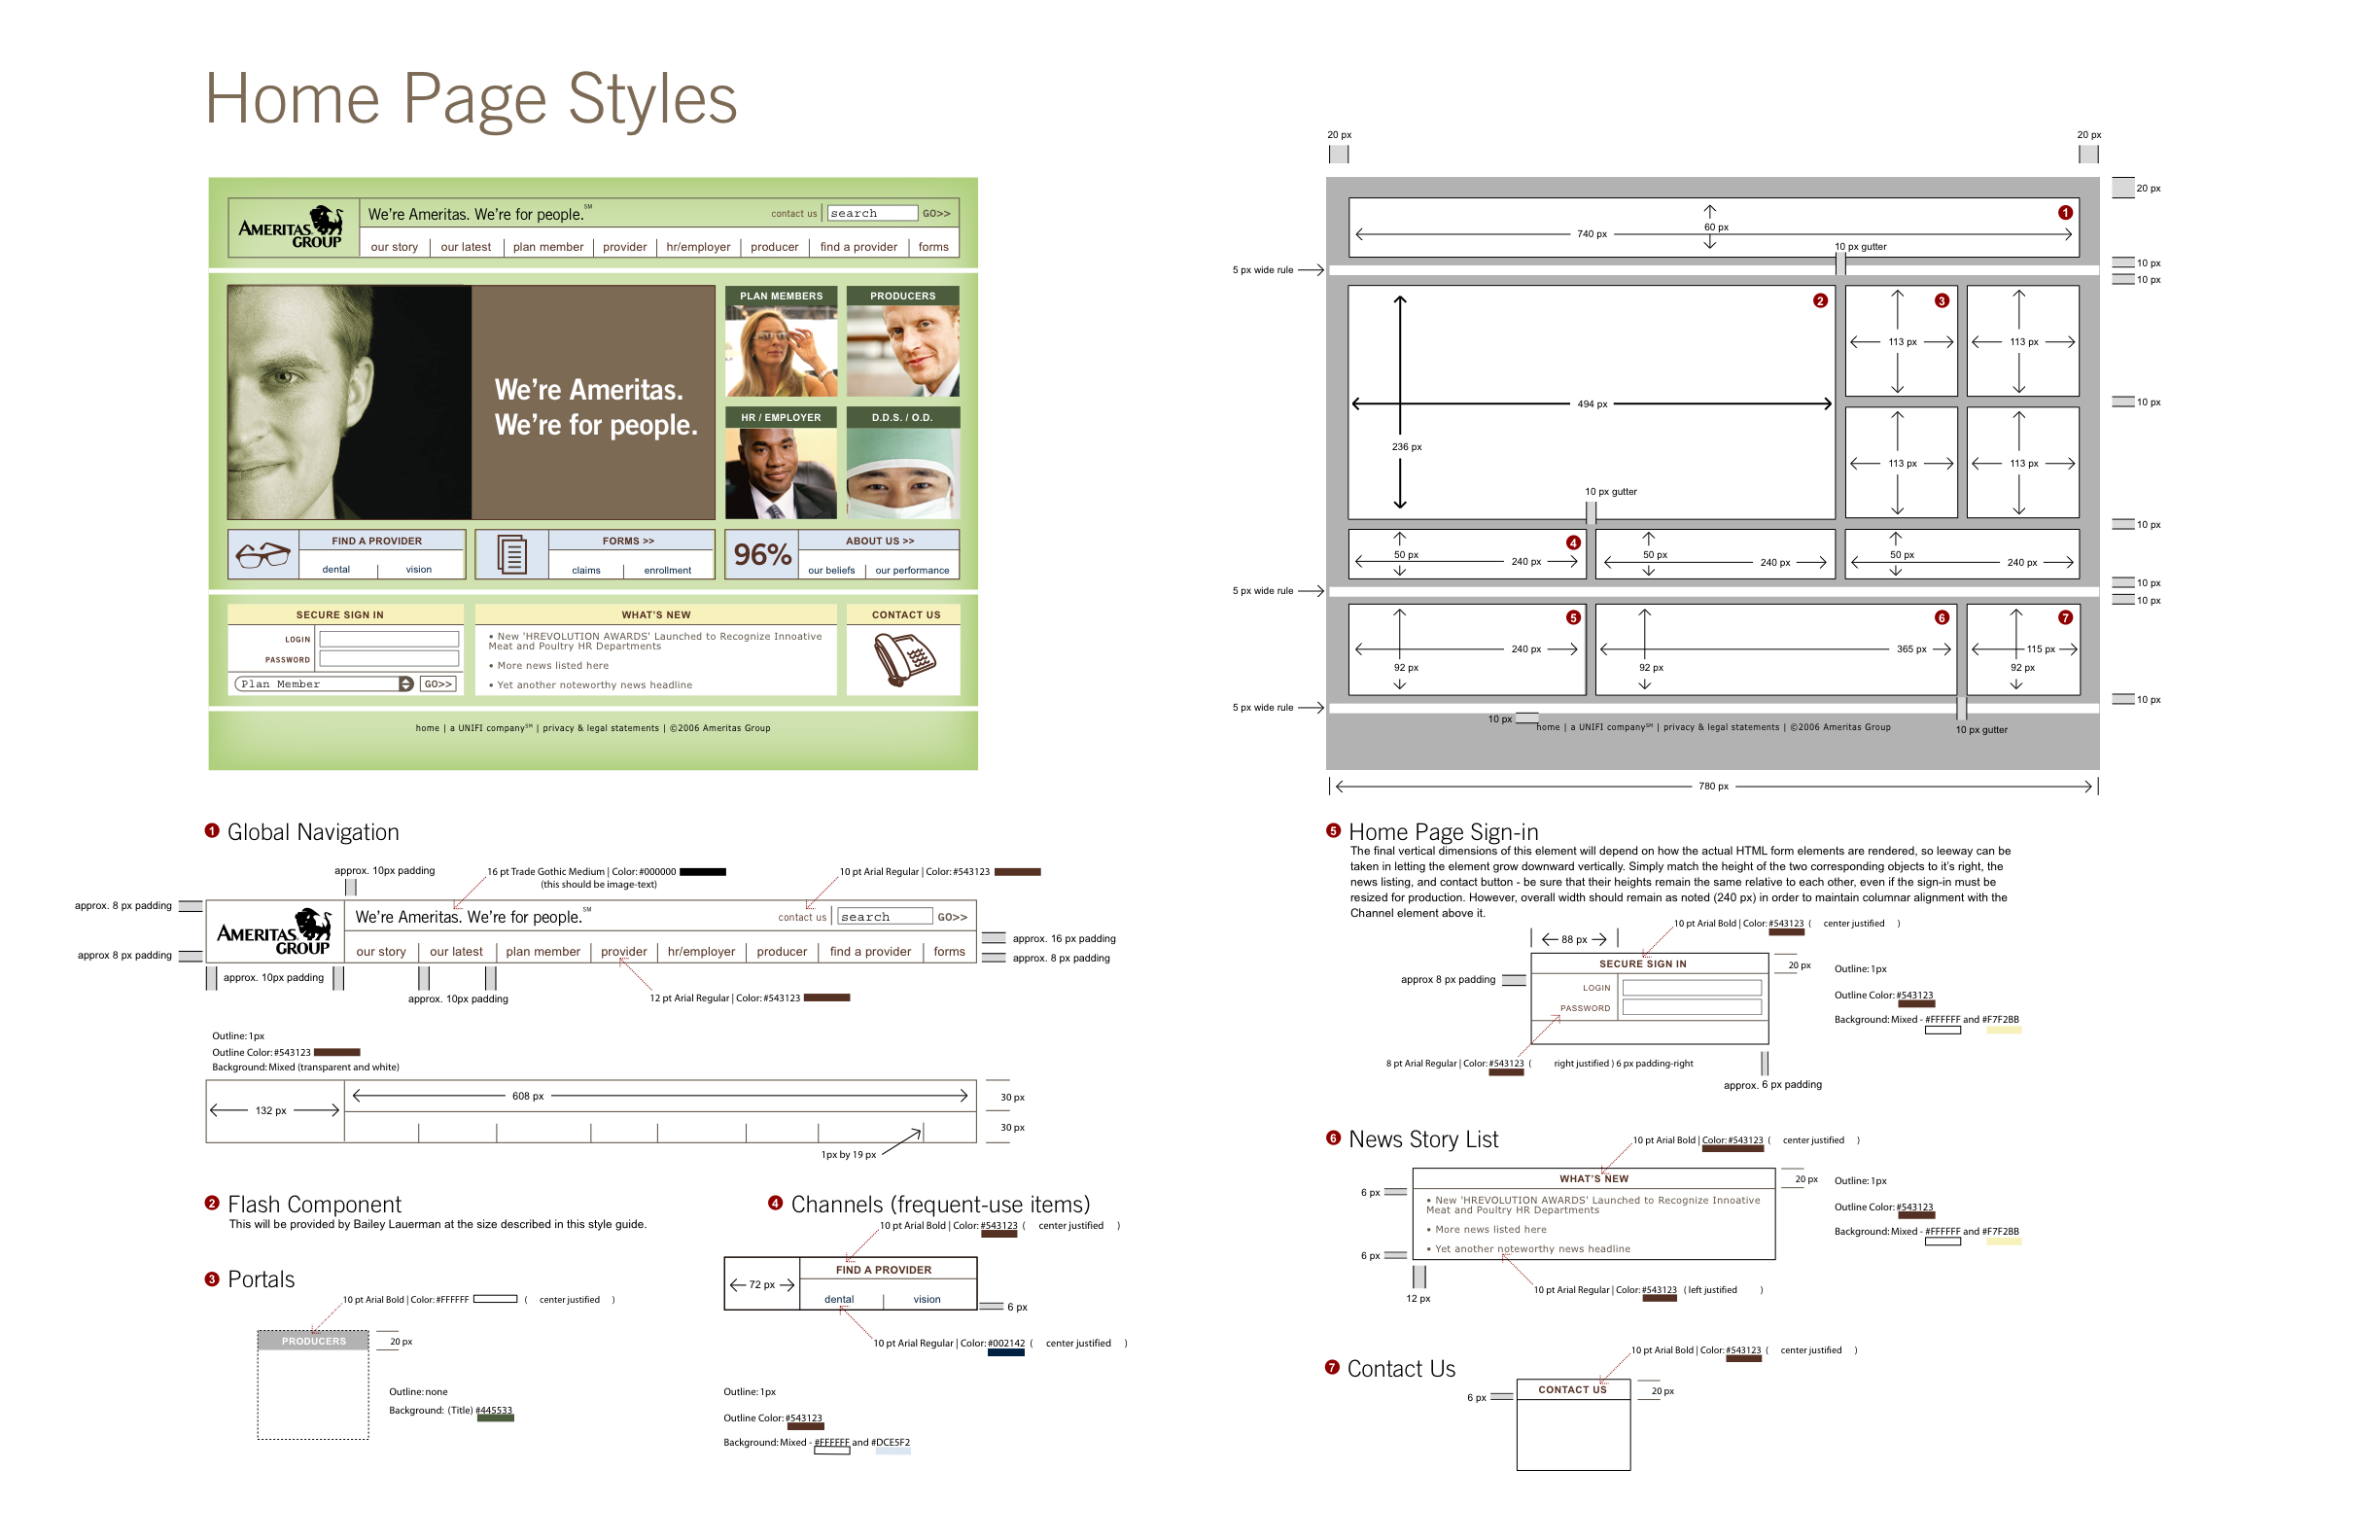 Home Page Styles
AMERITAS GROUP
We're Ameritas. We're for people.℠
contact us
search
GO>>
our story
our latest
plan member
provider
hr/employer
producer
find a provider
forms
We're Ameritas.
We're for people.
PLAN MEMBERS
PRODUCERS
HR / EMPLOYER
D.D.S. / O.D.
FIND A PROVIDER
dental
vision
FORMS >>
claims
enrollment
96%
ABOUT US >>
our beliefs
our performance
SECURE SIGN IN
LOGIN
PASSWORD
Plan Member
GO>>
WHAT'S NEW
• New 'HREVOLUTION AWARDS' Launched to Recognize Innoative
Meat and Poultry HR Departments
• More news listed here
• Yet another noteworthy news headline
CONTACT US
home | a UNIFI company℠ | privacy & legal statements | ©2006 Ameritas Group
20 px
20 px
20 px
1
60 px
740 px
10 px gutter
5 px wide rule
10 px
10 px
2
3
113 px
113 px
494 px
10 px
236 px
113 px
113 px
10 px gutter
10 px
4
50 px
240 px
50 px
240 px
50 px
240 px
10 px
5 px wide rule
10 px
5
6
7
240 px
365 px
115 px
92 px
92 px
92 px
10 px
5 px wide rule
10 px
home | a UNIFI company℠ | privacy & legal statements | ©2006 Ameritas Group
10 px gutter
780 px
1 Global Navigation
approx. 10px padding
16 pt Trade Gothic Medium | Color: #000000
(this should be image-text)
10 pt Arial Regular | Color: #543123
approx. 8 px padding
AMERITAS GROUP
We're Ameritas. We're for people.℠
contact us
search
GO>>
our story
our latest
plan member
provider
hr/employer
producer
find a provider
forms
approx. 16 px padding
approx 8 px padding
approx. 8 px padding
approx. 10px padding
approx. 10px padding
12 pt Arial Regular | Color: #543123
Outline: 1px
Outline Color: #543123
Background: Mixed (transparent and white)
132 px
608 px
30 px
30 px
1px by 19 px
2 Flash Component
This will be provided by Bailey Lauerman at the size described in this style guide.
3 Portals
10 pt Arial Bold | Color: #FFFFFF ( center justified )
PRODUCERS
20 px
Outline: none
Background: (Title) #445533
4 Channels (frequent-use items)
10 pt Arial Bold | Color: #543123 ( center justified )
72 px
FIND A PROVIDER
dental
vision
6 px
10 pt Arial Regular | Color: #002142 ( center justified )
Outline: 1px
Outline Color: #543123
Background: Mixed - #FFFFFF and #DCE5F2
5 Home Page Sign-in
The final vertical dimensions of this element will depend on how the actual HTML form elements are rendered, so leeway can be
taken in letting the element grow downward vertically. Simply match the height of the two corresponding objects to it's right, the
news listing, and contact button - be sure that their heights remain the same relative to each other, even if the sign-in must be
resized for production. However, overall width should remain as noted (240 px) in order to maintain columnar alignment with the
Channel element above it.
10 pt Arial Bold | Color: #543123 ( center justified )
88 px
SECURE SIGN IN
20 px
approx 8 px padding
LOGIN
PASSWORD
Outline: 1px
Outline Color: #543123
Background: Mixed - #FFFFFF and #F7F2BB
8 pt Arial Regular | Color: #543123 ( right justified ) 6 px padding-right
approx. 6 px padding
6 News Story List
10 pt Arial Bold | Color: #543123 ( center justified )
WHAT'S NEW
20 px
6 px
• New 'HREVOLUTION AWARDS' Launched to Recognize Innoative
Meat and Poultry HR Departments
• More news listed here
• Yet another noteworthy news headline
6 px
12 px
Outline: 1px
Outline Color: #543123
Background: Mixed - #FFFFFF and #F7F2BB
10 pt Arial Regular | Color: #543123 ( left justified )
7 Contact Us
10 pt Arial Bold | Color: #543123 ( center justified )
CONTACT US
20 px
6 px